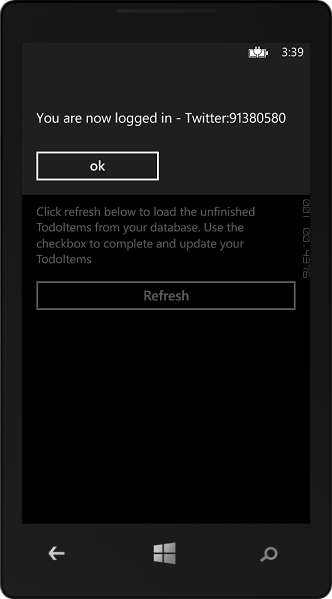 3:39
You are now logged in - Twitter:91380580
ok
Click refresh below to load the unfinished
TodoItems from your database. Use the
checkbox to complete and update your
TodoItems
Refresh